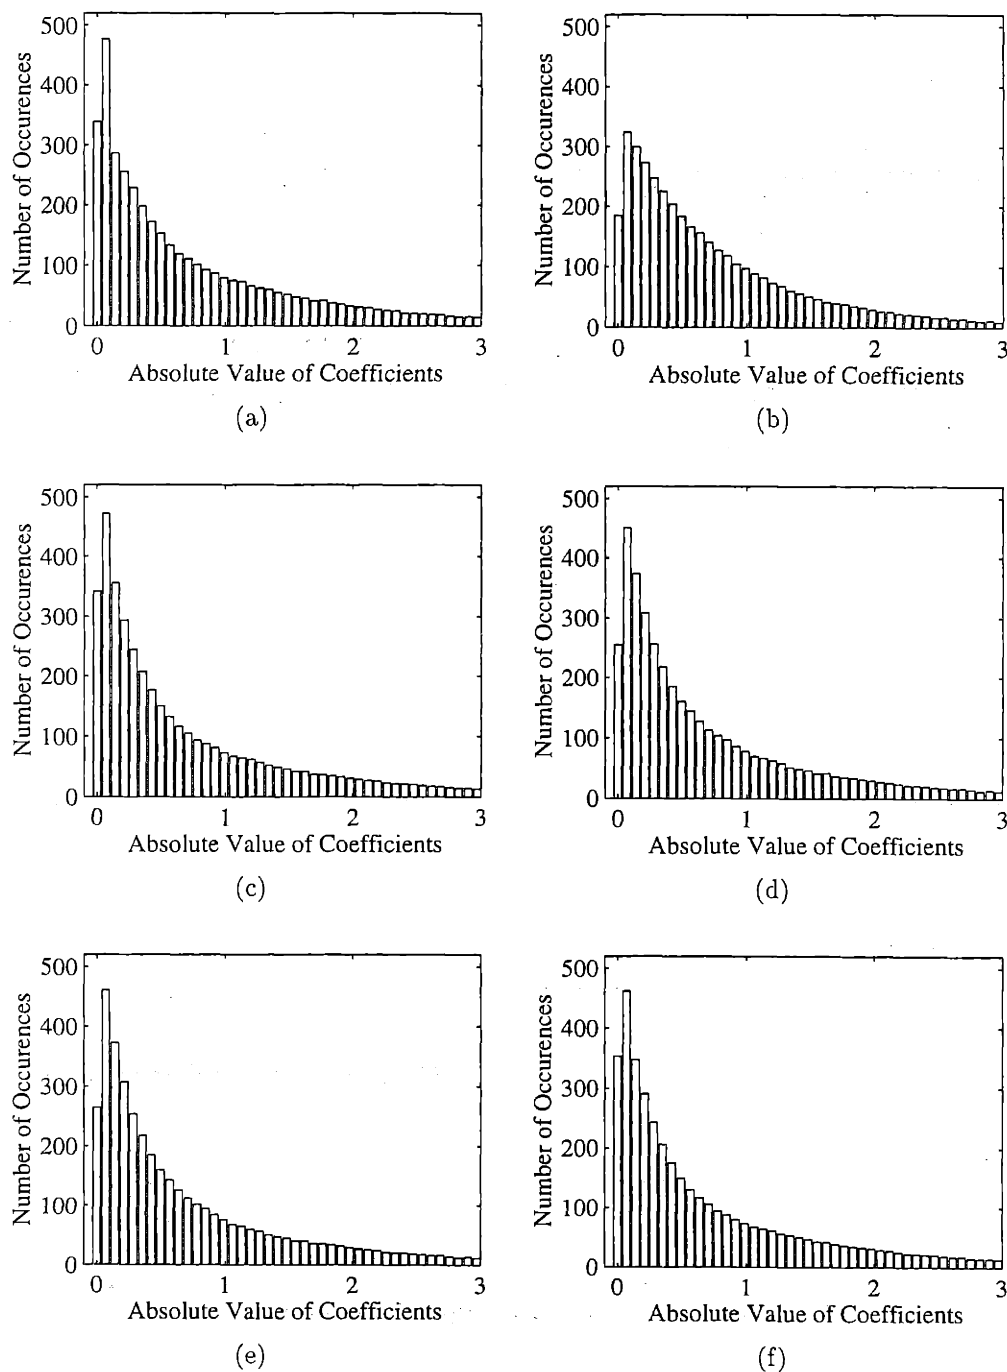 500
400
300
200
100
0
Number of Occurences
0 1 2 3
Absolute Value of Coefficients
(a)
500
400
300
200
100
0
Number of Occurences
0 1 2 3
Absolute Value of Coefficients
(b)
500
400
300
200
100
0
Number of Occurences
0 1 2 3
Absolute Value of Coefficients
(c)
500
400
300
200
100
0
Number of Occurences
0 1 2 3
Absolute Value of Coefficients
(d)
500
400
300
200
100
0
Number of Occurences
0 1 2 3
Absolute Value of Coefficients
(e)
500
400
300
200
100
0
Number of Occurences
0 1 2 3
Absolute Value of Coefficients
(f)